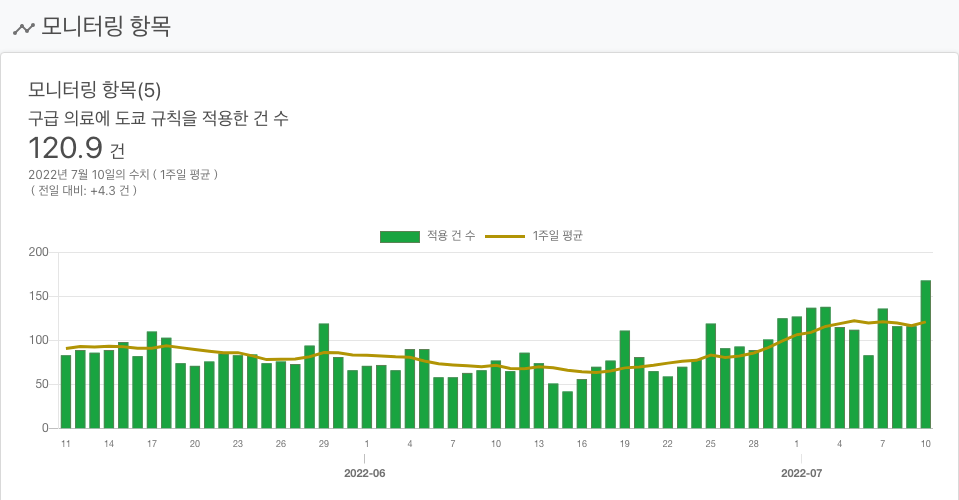 모니터링 항목
모니터링 항목(5)
구급 의료에 도쿄 규칙을 적용한 건 수
120.9 건
2022년 7월 10일의 수치 ( 1주일 평균 )
( 전일 대비: +4.3 건 )
적용 건 수 1주일 평균
200
150
100
50
0
11 14 17 20 23 26 29 1 4 7 10 13 16 19 22 25 28 1 4 7 10
2022-06 2022-07